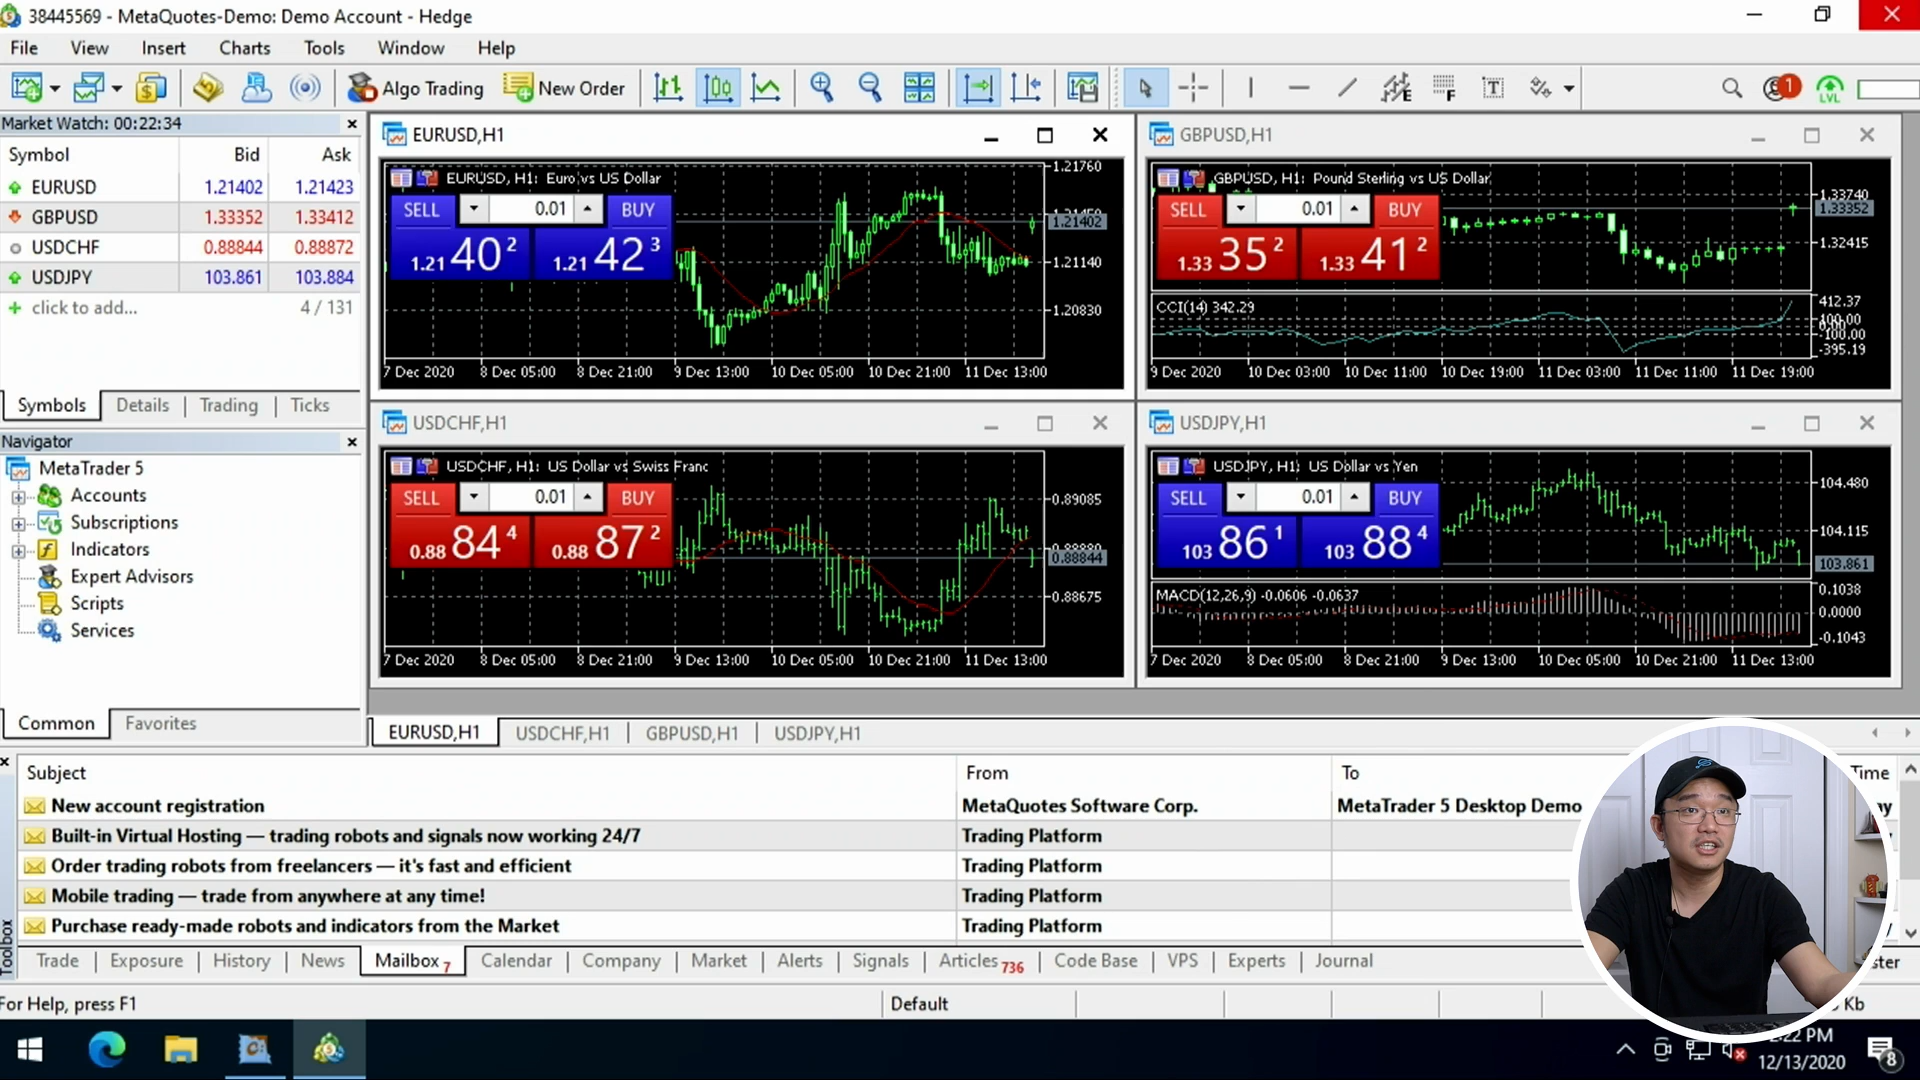 38445569 - MetaQuotes-Demo: Demo Account - Hedge
File View Insert Charts Tools Window Help
Algo Trading New Order E F T 1 LVL
Market Watch: 00:22:34
Symbol Bid Ask
EURUSD 1.21402 1.21423
GBPUSD 1.33352 1.33412
USDCHF 0.88844 0.88872
USDJPY 103.861 103.884
click to add... 4 / 131
Symbols Details Trading Ticks
Navigator
MetaTrader 5
Accounts
Subscriptions
Indicators
Expert Advisors
Scripts
Services
Common Favorites
EURUSD,H1
EURUSD, H1: Euro vs US Dollar
SELL 0.01 BUY
1.21 40 2 1.21 42 3
1.21760
1.21402
1.21140
1.20830
7 Dec 2020 8 Dec 05:00 8 Dec 21:00 9 Dec 13:00 10 Dec 05:00 10 Dec 21:00 11 Dec 13:00
GBPUSD,H1
GBPUSD, H1: Pound Sterling vs US Dollar
SELL 0.01 BUY
1.33 35 2 1.33 41 2
1.33740
1.33352
1.32415
CCI(14) 342.29
412.37
100.00
-100.00
-395.19
9 Dec 2020 10 Dec 03:00 10 Dec 11:00 10 Dec 19:00 11 Dec 03:00 11 Dec 11:00 11 Dec 19:00
USDCHF,H1
USDCHF, H1: US Dollar vs Swiss Franc
SELL 0.01 BUY
0.88 84 4 0.88 87 2
0.89085
0.88844
0.88675
7 Dec 2020 8 Dec 05:00 8 Dec 21:00 9 Dec 13:00 10 Dec 05:00 10 Dec 21:00 11 Dec 13:00
USDJPY,H1
USDJPY, H1: US Dollar vs Yen
SELL 0.01 BUY
103 86 1 103 88 4
104.480
104.115
103.861
MACD(12,26,9) -0.0606 -0.0637
0.1038
0.0000
-0.1043
7 Dec 2020 8 Dec 05:00 8 Dec 21:00 9 Dec 13:00 10 Dec 05:00 10 Dec 21:00 11 Dec 13:00
EURUSD,H1 USDCHF,H1 GBPUSD,H1 USDJPY,H1
Subject From To Time
New account registration MetaQuotes Software Corp. MetaTrader 5 Desktop Demo
Built-in Virtual Hosting — trading robots and signals now working 24/7 Trading Platform
Order trading robots from freelancers — it's fast and efficient Trading Platform
Mobile trading — trade from anywhere at any time! Trading Platform
Purchase ready-made robots and indicators from the Market Trading Platform
Toolbox
Trade Exposure History News Mailbox 7 Calendar Company Market Alerts Signals Articles 736 Code Base VPS Experts Journal
For Help, press F1 Default Kb
:22 PM
12/13/2020
8